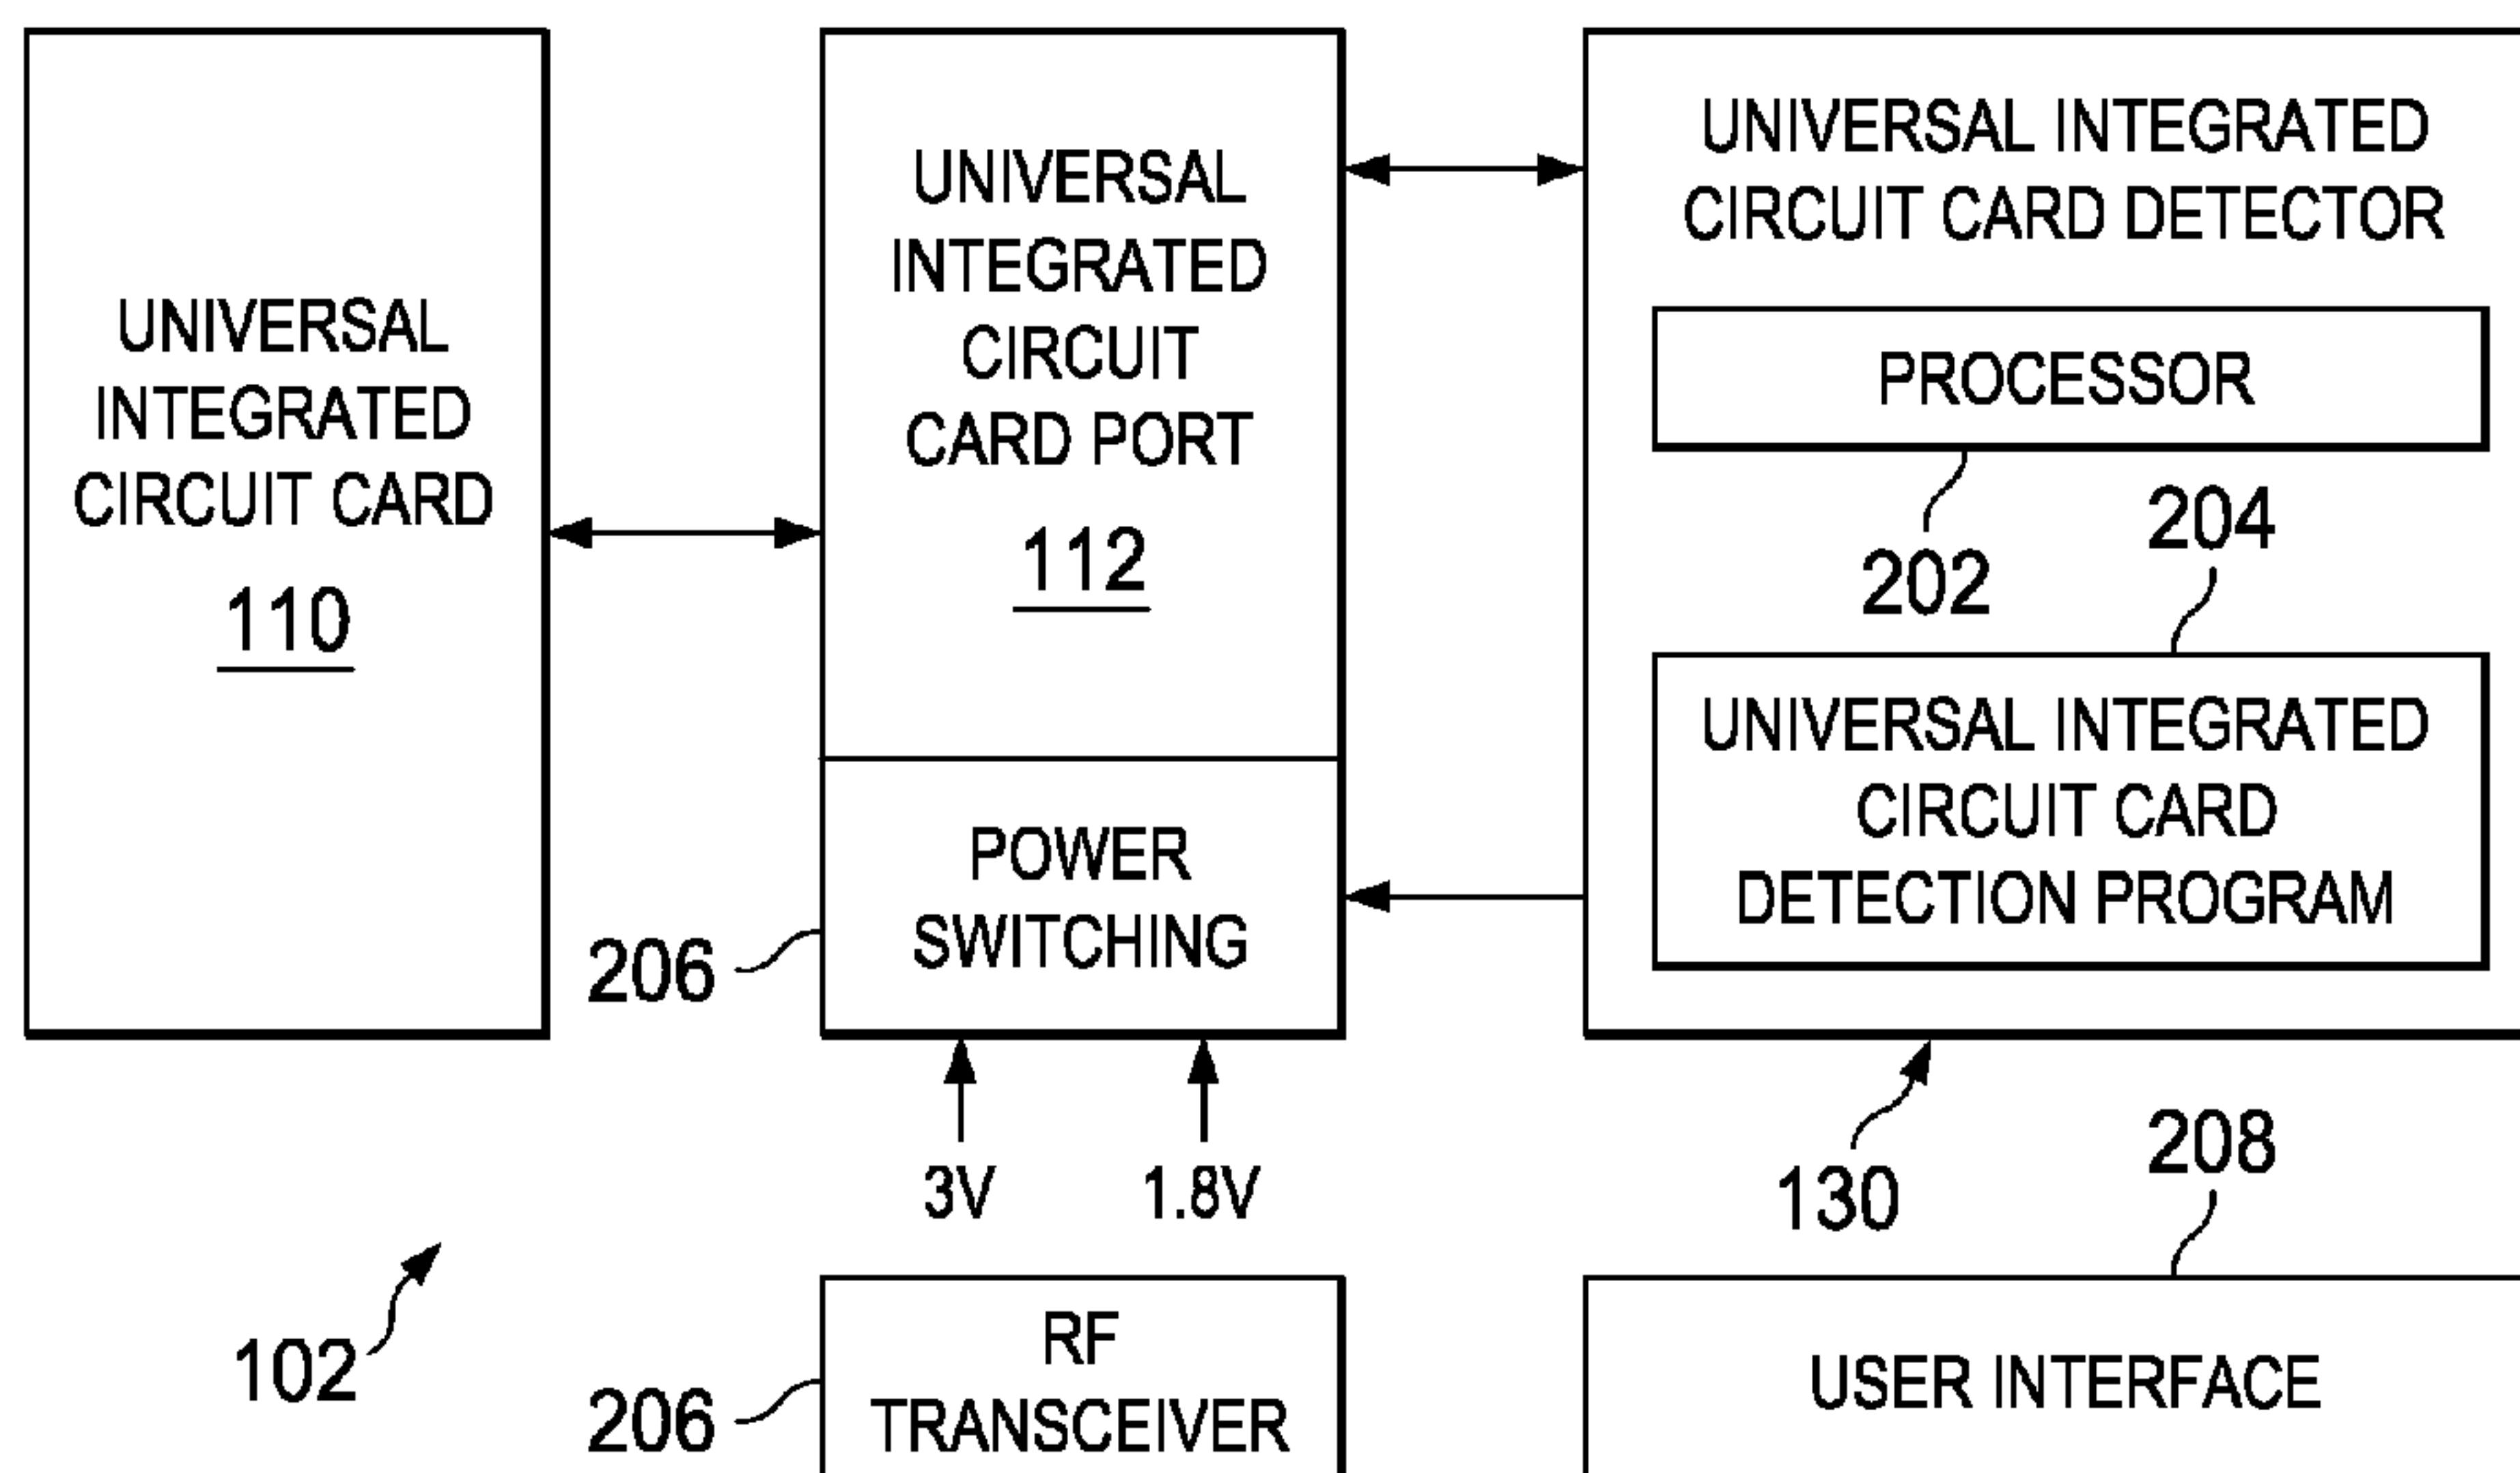 UNIVERSAL
INTEGRATED
CIRCUIT CARD
110
UNIVERSAL
INTEGRATED
CIRCUIT
CARD PORT
112
POWER
SWITCHING
206
3V
1.8V
UNIVERSAL INTEGRATED
CIRCUIT CARD DETECTOR
PROCESSOR
202
204
UNIVERSAL INTEGRATED
CIRCUIT CARD
DETECTION PROGRAM
130
102
RF
TRANSCEIVER
206
208
USER INTERFACE